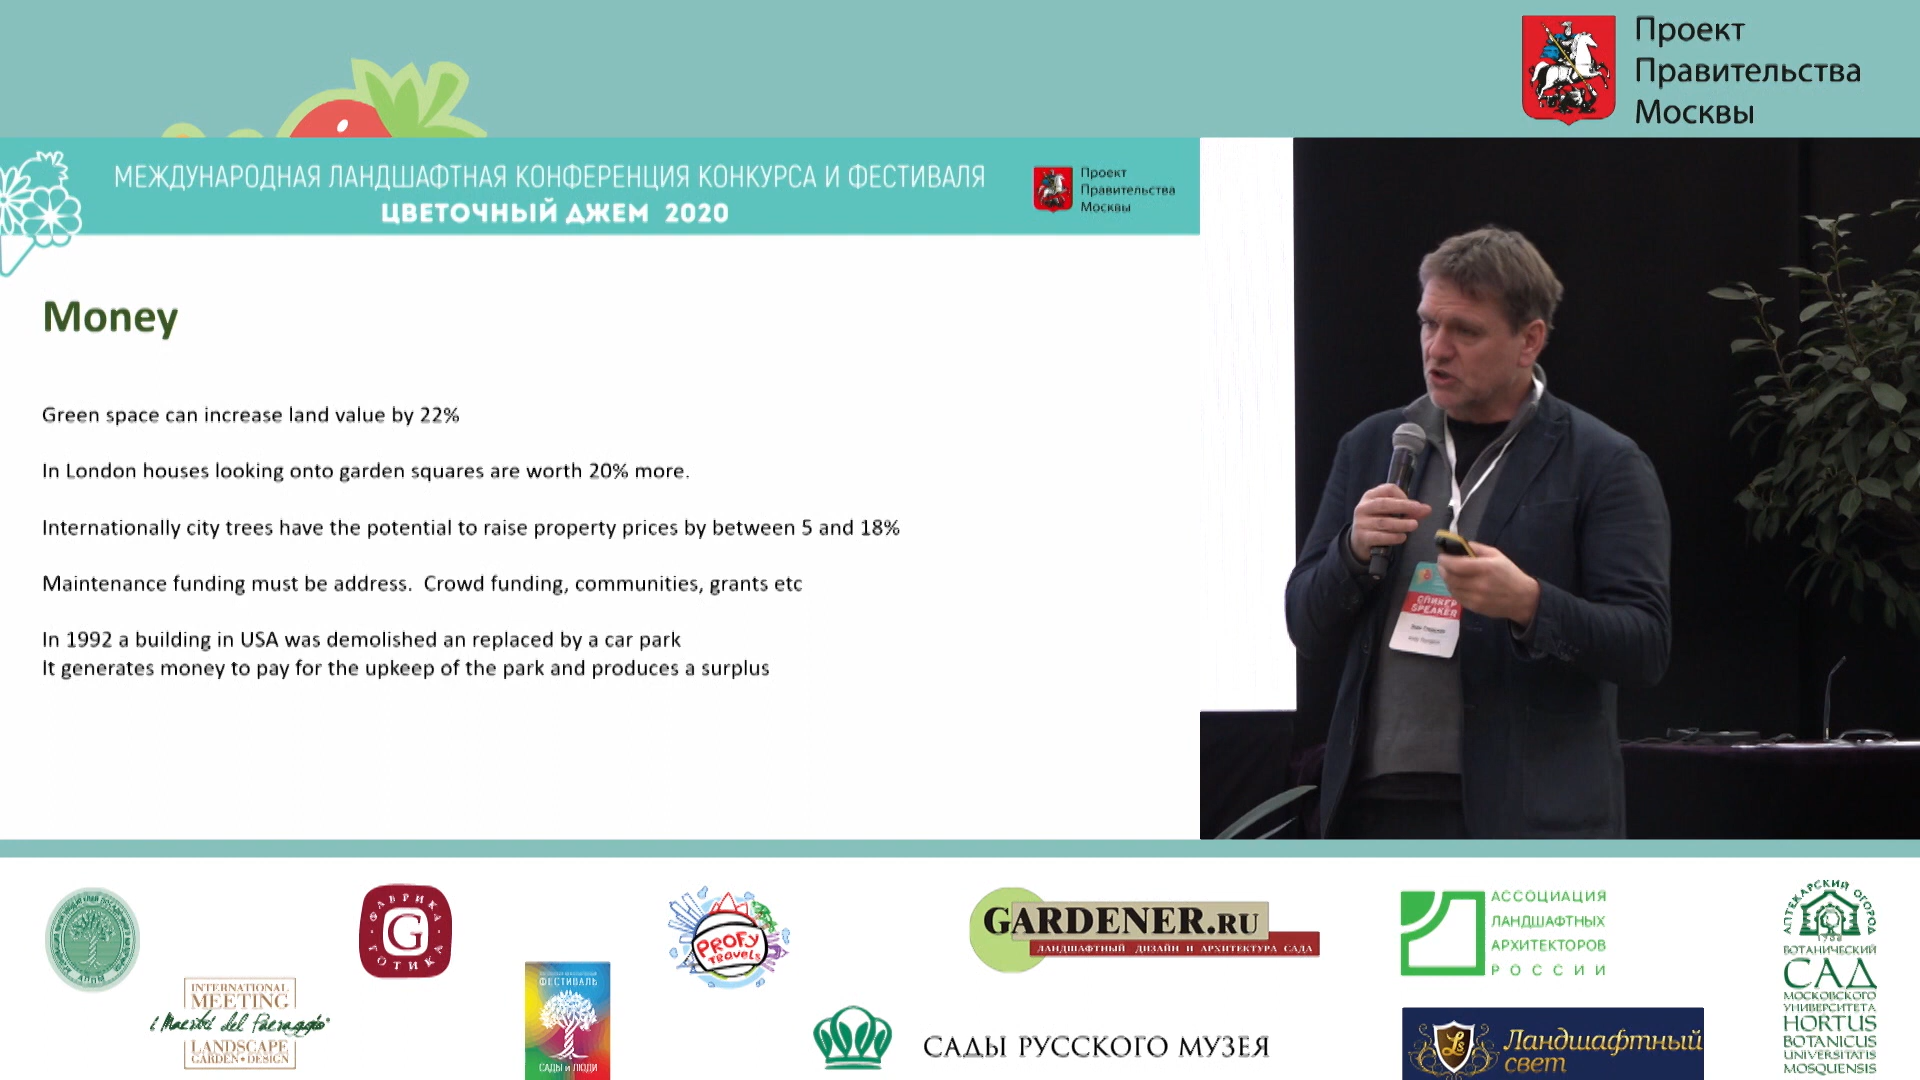 Проект
Правительства
Москвы
МЕЖДУНАРОДНАЯ ЛАНДШАФТНАЯ КОНФЕРЕНЦИЯ КОНКУРСА И ФЕСТИВАЛЯ
ЦВЕТОЧНЫЙ ДЖЕМ 2020
Проект
Правительства
Москвы
Money
Green space can increase land value by 22%
In London houses looking onto garden squares are worth 20% more.
Internationally city trees have the potential to raise property prices by between 5 and 18%
Maintenance funding must be address. Crowd funding, communities, grants etc
In 1992 a building in USA was demolished an replaced by a car park
It generates money to pay for the upkeep of the park and produces a surplus
СПИКЕР
SPEAKER
INTERNATIONAL
MEETING
I Maestri del Paesaggio
LANDSCAPE
GARDEN DESIGN
ФАБРИКА
G
ГОТИКА
ФЕСТИВАЛЬ
САДЫ и ЛЮДИ
PROFY
Travels
GARDENER.RU
ЛАНДШАФТНЫЙ ДИЗАЙН И АРХИТЕКТУРА САДА
САДЫ РУССКОГО МУЗЕЯ
АССОЦИАЦИЯ
ЛАНДШАФТНЫХ
АРХИТЕКТОРОВ
РОССИИ
Ls
Ландшафтный
свет
АПТЕКАРСКИЙ ОГОРОД
1706
БОТАНИЧЕСКИЙ
САД
МОСКОВСКОГО
УНИВЕРСИТЕТА
HORTUS
BOTANICUS
UNIVERSITATIS
MOSQUENSIS